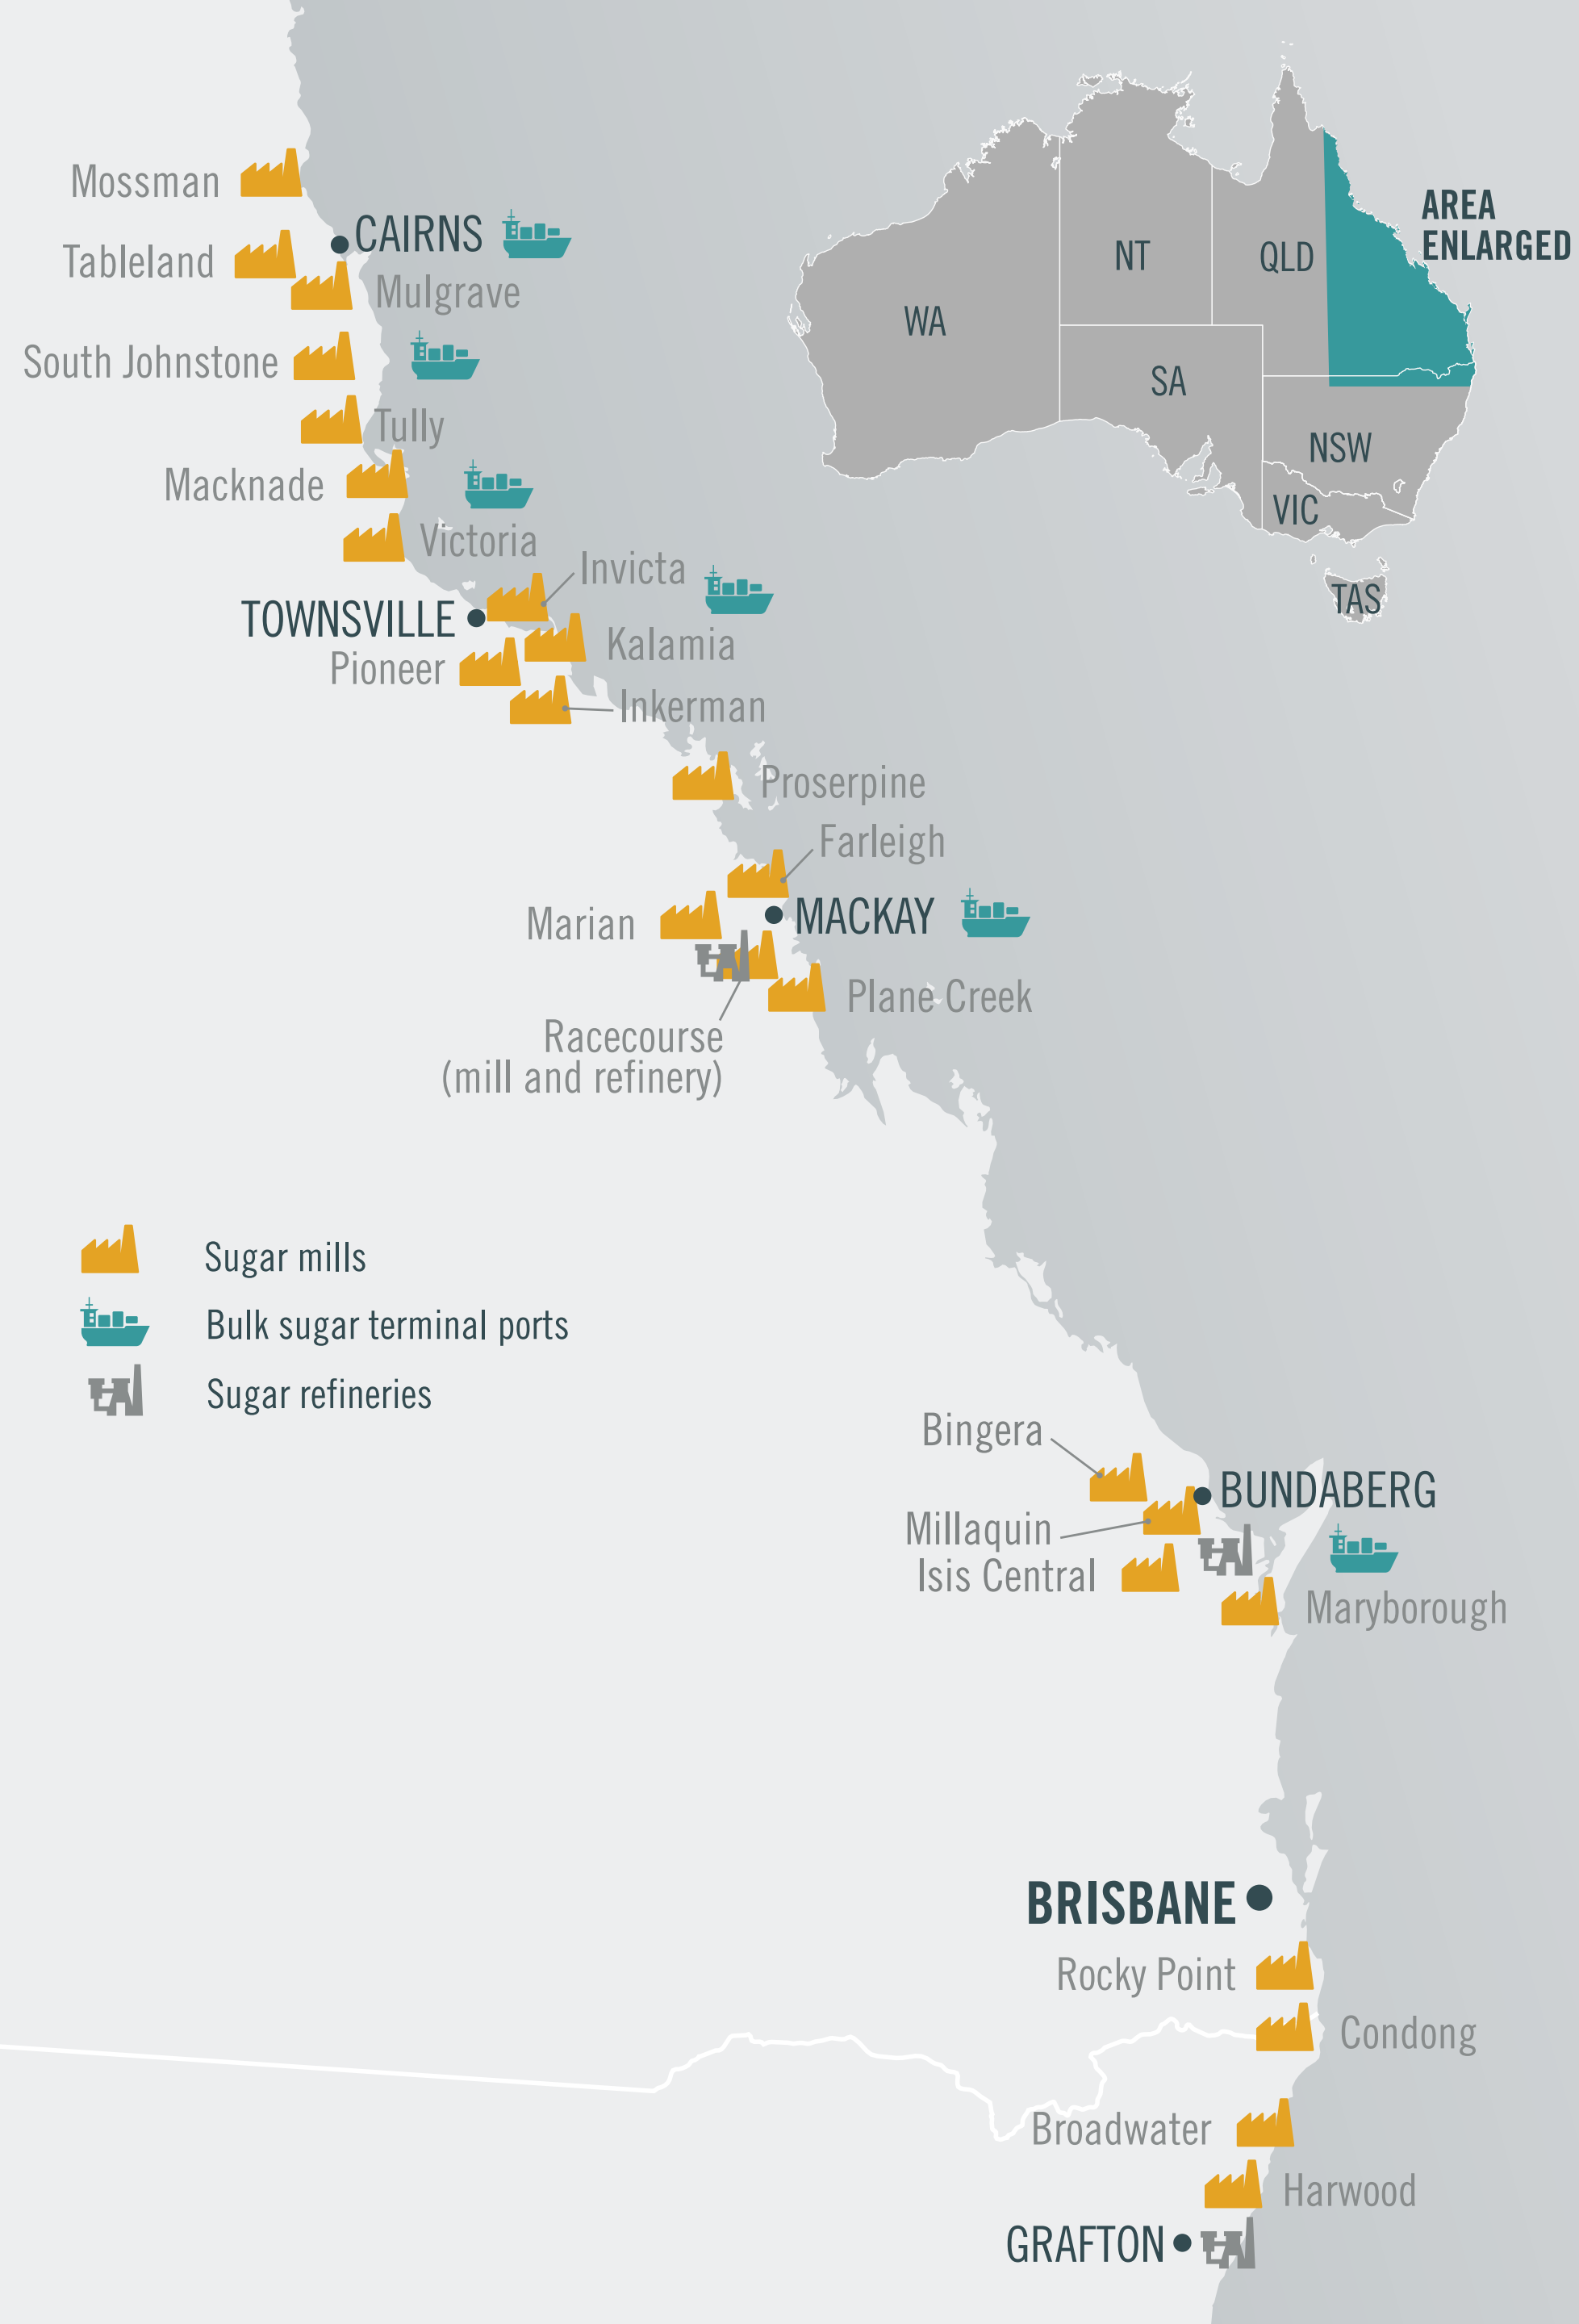 Mossman
CAIRNS
Tableland
Mulgrave
South Johnstone
Tully
Macknade
Victoria
Invicta
TOWNSVILLE
Kalamia
Pioneer
Inkerman
Proserpine
Farleigh
MACKAY
Marian
Plane Creek
Racecourse
(mill and refinery)
AREA
ENLARGED
NT
QLD
WA
SA
NSW
VIC
TAS
Sugar mills
Bulk sugar terminal ports
Sugar refineries
Bingera
BUNDABERG
Millaquin
Isis Central
Maryborough
BRISBANE
Rocky Point
Condong
Broadwater
Harwood
GRAFTON